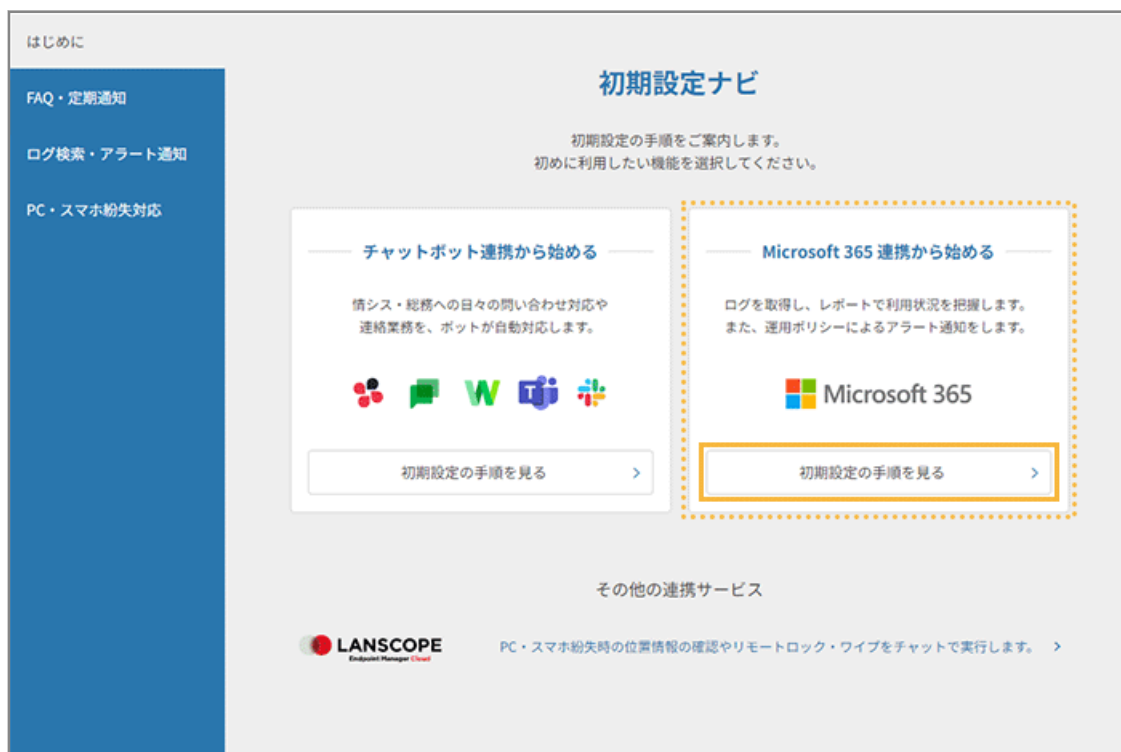 はじめに
FAQ・定期通知
ログ検索・アラート通知
PC・スマホ紛失対応
初期設定ナビ
初期設定の手順をご案内します。
初めに利用したい機能を選択してください。
チャットボット連携から始める
情シス・総務への日々の問い合わせ対応や
連絡業務を、ボットが自動対応します。
初期設定の手順を見る
Microsoft 365 連携から始める
ログを取得し、レポートで利用状況を把握します。
また、運用ポリシーによるアラート通知をします。
Microsoft 365
初期設定の手順を見る
その他の連携サービス
LANSCOPE
Endpoint Manager Cloud
PC・スマホ紛失時の位置情報の確認やリモートロック・ワイプをチャットで実行します。